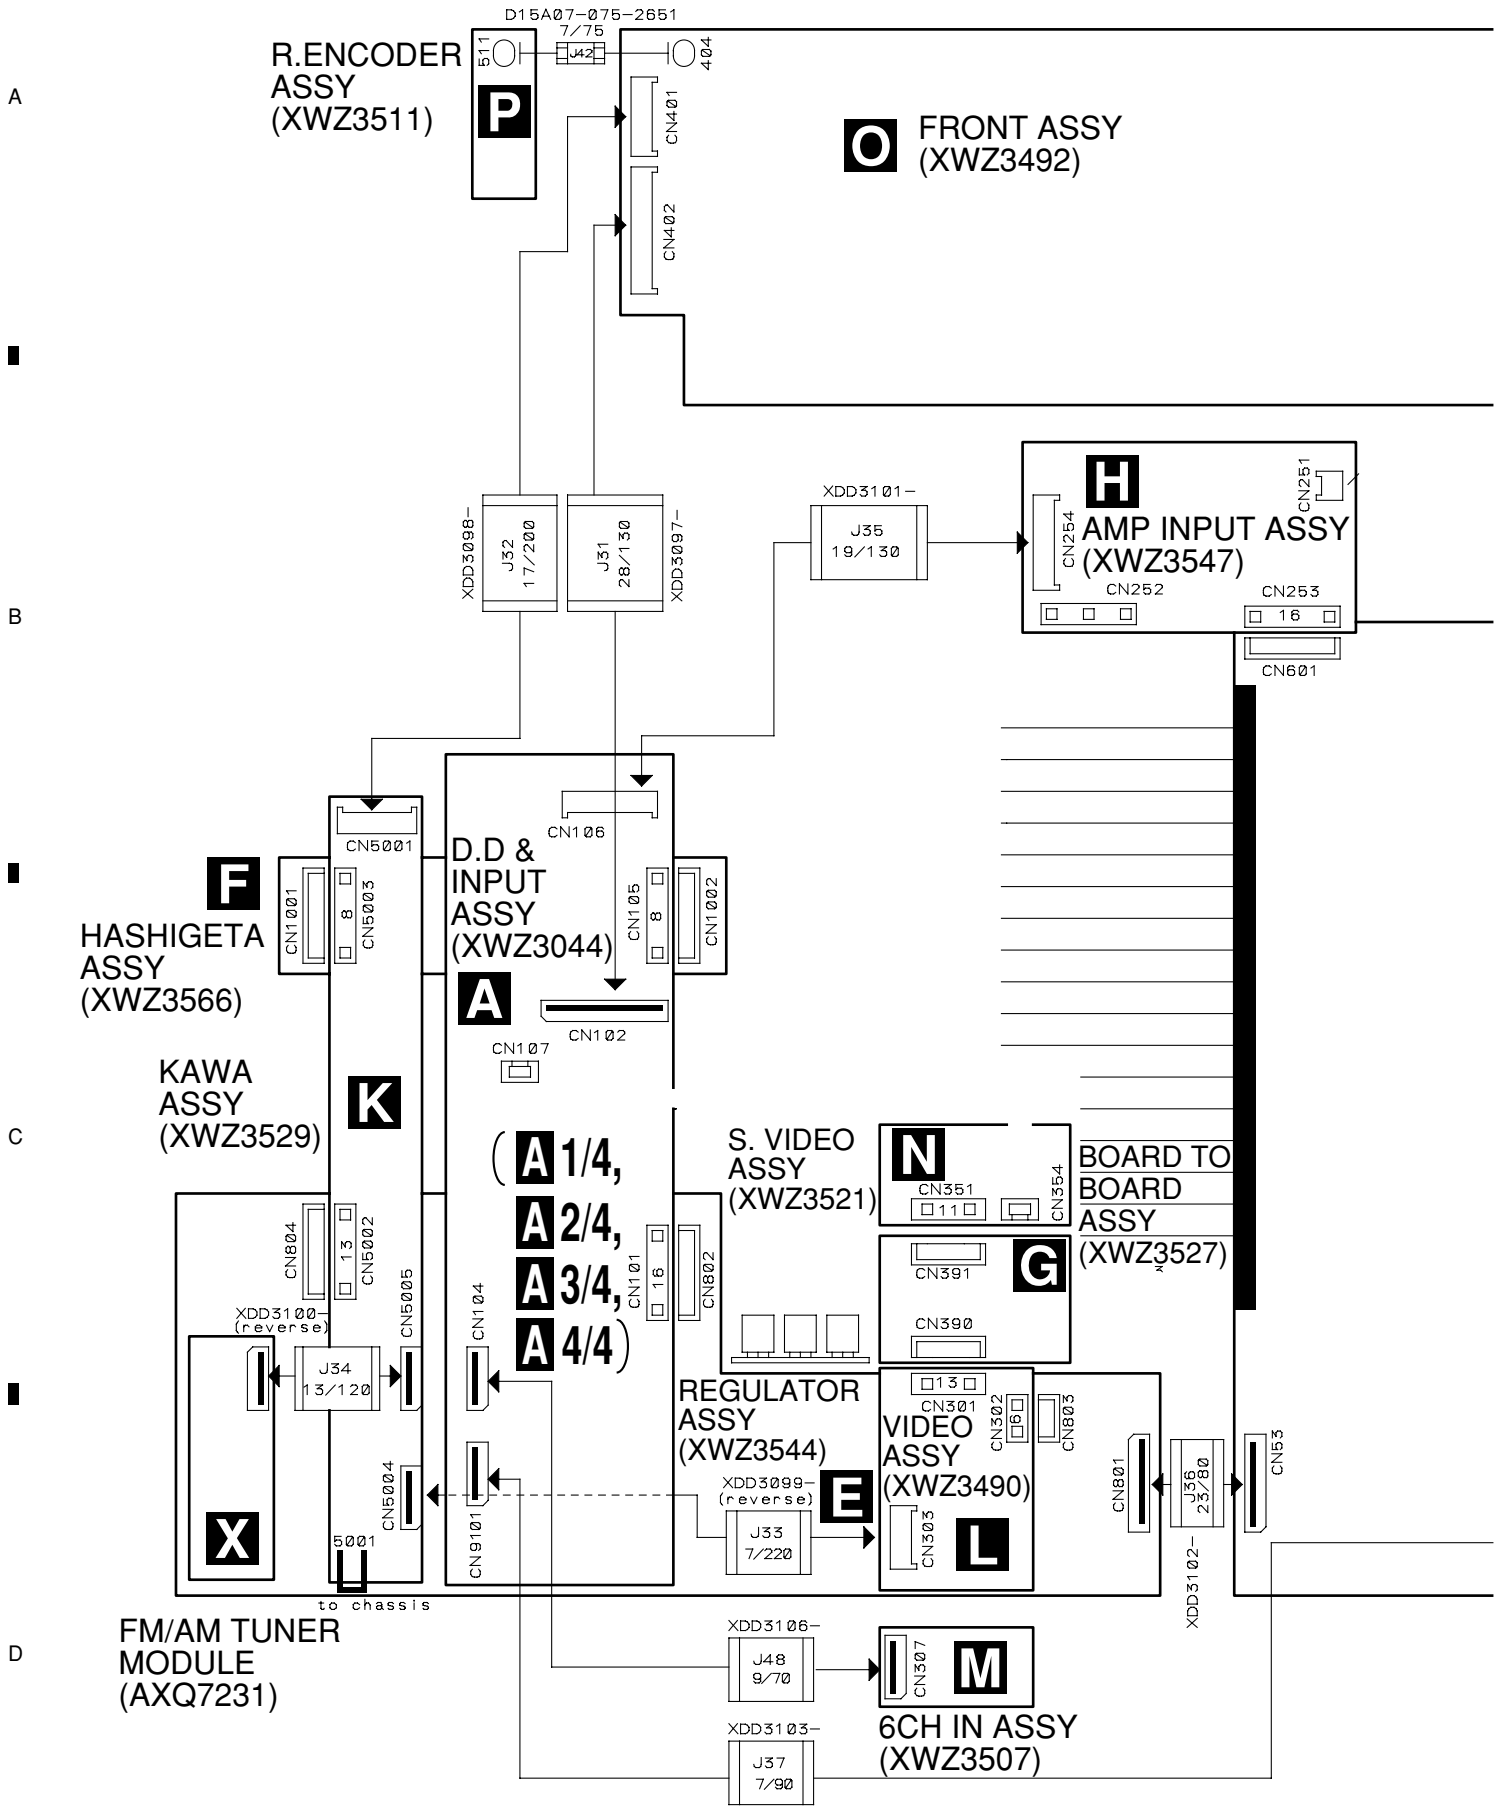 D15A07-075-2651
7/75
R.ENCODER
ASSY
(XWZ3511)
511
J42
404
A
P
CN401
O
FRONT ASSY
(XWZ3492)
CN402
XDD3098-
J32
17/200
J31
28/130
XDD3097-
XDD3101-
J35
19/130
H
CN251
CN254
AMP INPUT ASSY
(XWZ3547)
CN252
CN253
16
B
CN601
CN106
CN5001
D.D &
INPUT
ASSY
(XWZ3044)
F
HASHIGETA
ASSY
(XWZ3566)
CN1001
8
CN5003
CN105
8
CN1002
A
CN102
CN107
KAWA
ASSY
(XWZ3529)
K
C
(A 1/4,
A 2/4,
A 3/4,
A 4/4)
S. VIDEO
ASSY
(XWZ3521)
N
CN351
11
CN354
BOARD TO
BOARD
ASSY
(XWZ3527)
CN804
13
CN5002
CN101
16
CN802
CN391
G
CN390
XDD3100-
(reverse)
CN5005
CN104
J34
13/120
REGULATOR
ASSY
(XWZ3544)
13
CN301
CN302
6
CN803
VIDEO
ASSY
(XWZ3490)
CN5004
CN9101
XDD3099-
(reverse)
E
J33
7/220
CN303
L
CN801
J36
23/80
CN53
XDD3102-
X
5001
to chassis
FM/AM TUNER
MODULE
(AXQ7231)
D
XDD3106-
J48
9/70
CN307
M
6CH IN ASSY
(XWZ3507)
XDD3103-
J37
7/90